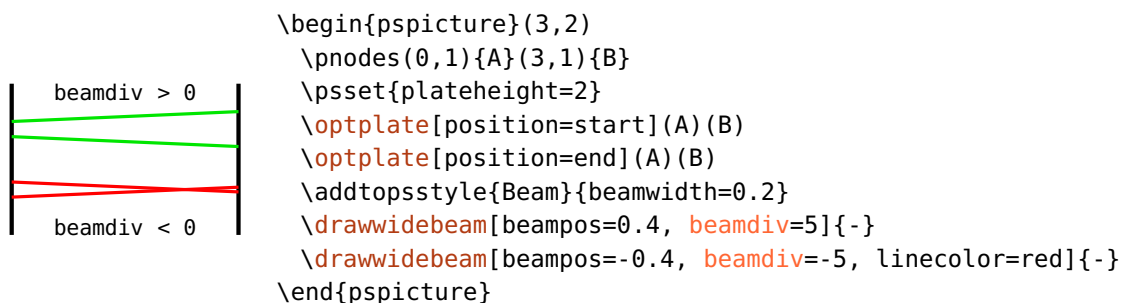 beamdiv > 0
beamdiv < 0
\begin{pspicture}(3,2)
  \pnodes(0,1){A}(3,1){B}
  \psset{plateheight=2}
  \optplate[position=start](A)(B)
  \optplate[position=end](A)(B)
  \addtopsstyle{Beam}{beamwidth=0.2}
  \drawwidebeam[beampos=0.4, beamdiv=5]{-}
  \drawwidebeam[beampos=-0.4, beamdiv=-5, linecolor=red]{-}
\end{pspicture}